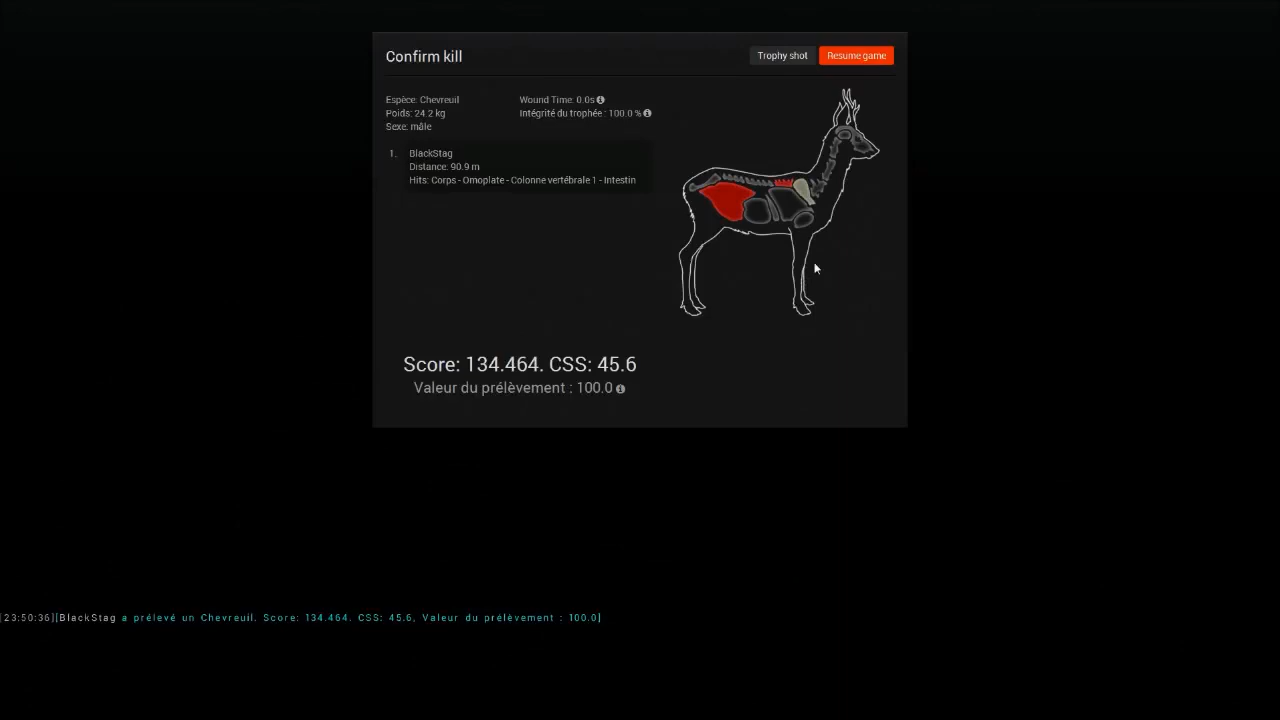 Confirm kill
Trophy shot
Resume game
Espèce: Chevreuil
Poids: 24.2 kg
Sexe: mâle
Wound Time: 0.0s
Intégrité du trophée : 100.0 %
1. BlackStag
Distance: 90.9 m
Hits: Corps - Omoplate - Colonne vertébrale 1 - Intestin
Score: 134.464. CSS: 45.6
Valeur du prélèvement : 100.0
[23:50:36][BlackStag a prélevé un Chevreuil. Score: 134.464. CSS: 45.6, Valeur du prélèvement : 100.0]